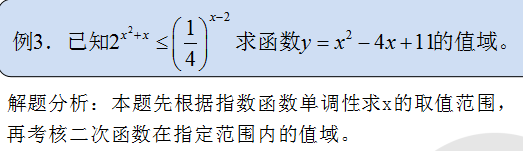 例3．已知2^{x^2+x} ≤ (1/4)^{x-2} 求函数y = x^2 − 4x + 11的值域。
解题分析：本题先根据指数函数单调性求x的取值范围，
再考核二次函数在指定范围内的值域。